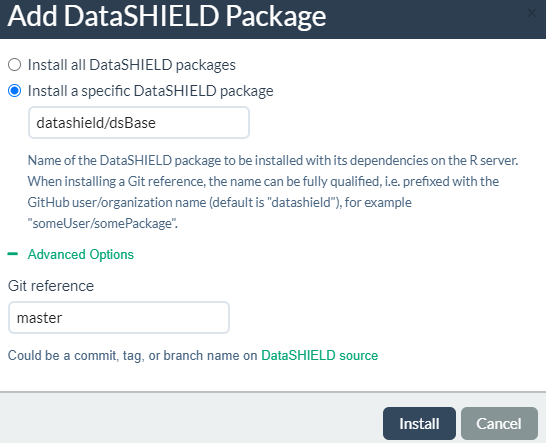 Add DataSHIELD Package
×
Install all DataSHIELD packages
Install a specific DataSHIELD package
datashield/dsBase
Name of the DataSHIELD package to be installed with its dependencies on the R server.
When installing a Git reference, the name can be fully qualified, i.e. prefixed with the
GitHub user/organization name (default is "datashield"), for example
"someUser/somePackage".
Advanced Options
Git reference
master
Could be a commit, tag, or branch name on DataSHIELD source
Install Cancel